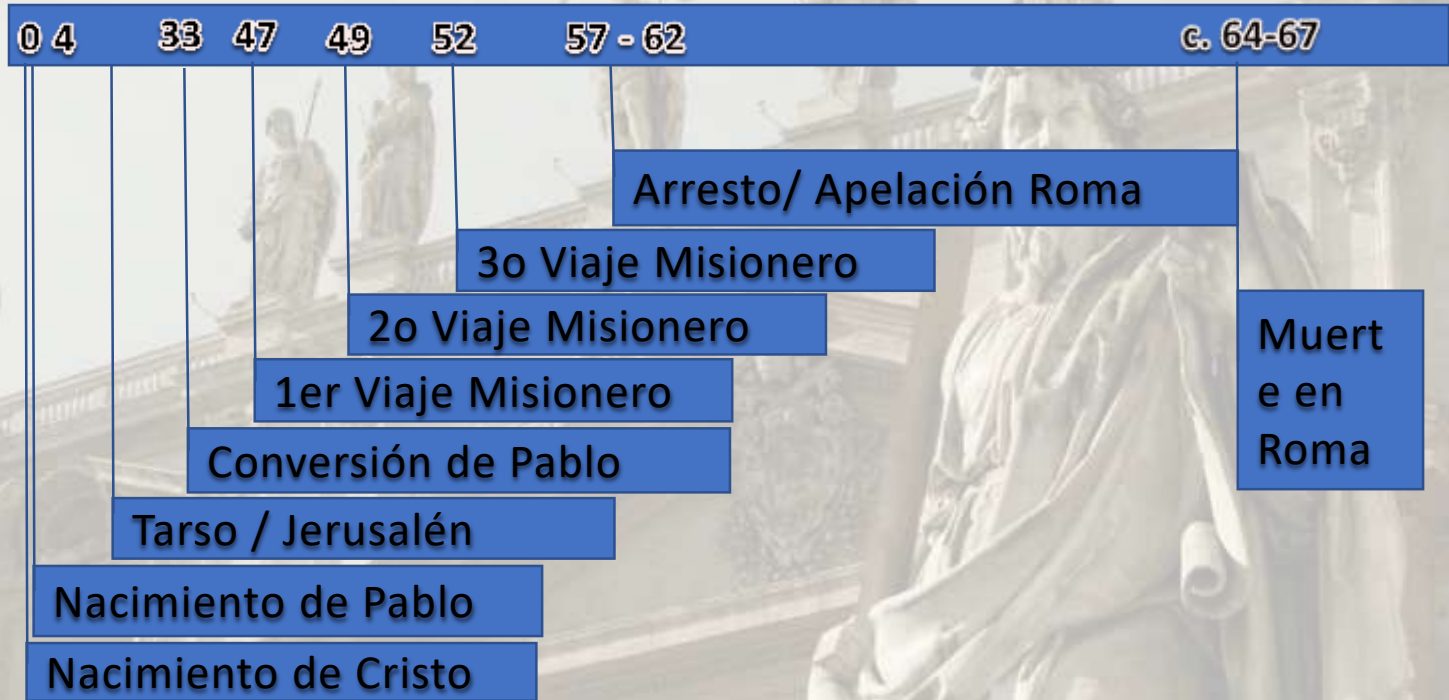 0 4 33 47 49 52 57 - 62 c. 64-67
Arresto/ Apelación Roma
3o Viaje Misionero
2o Viaje Misionero
1er Viaje Misionero
Conversión de Pablo
Tarso / Jerusalén
Nacimiento de Pablo
Nacimiento de Cristo
Muert
e en
Roma